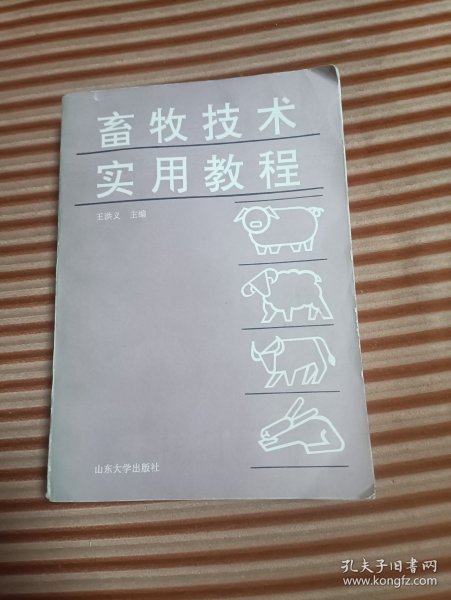 畜牧技术
实用教程
王洪义 主编
山东大学出版社
孔夫子旧书网
www.kongfz.com